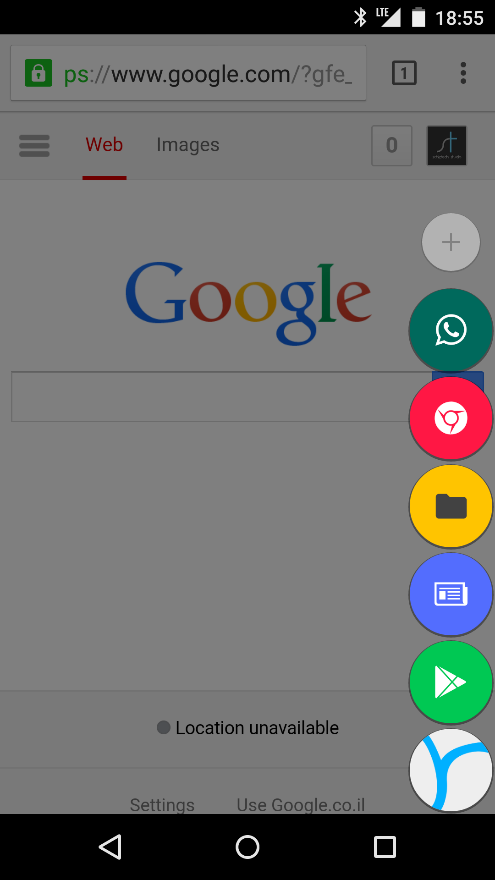 LTE 18:55
ps://www.google.com/?gfe_ 1
Web Images 0
Google
Location unavailable
Settings Use Google.co.il